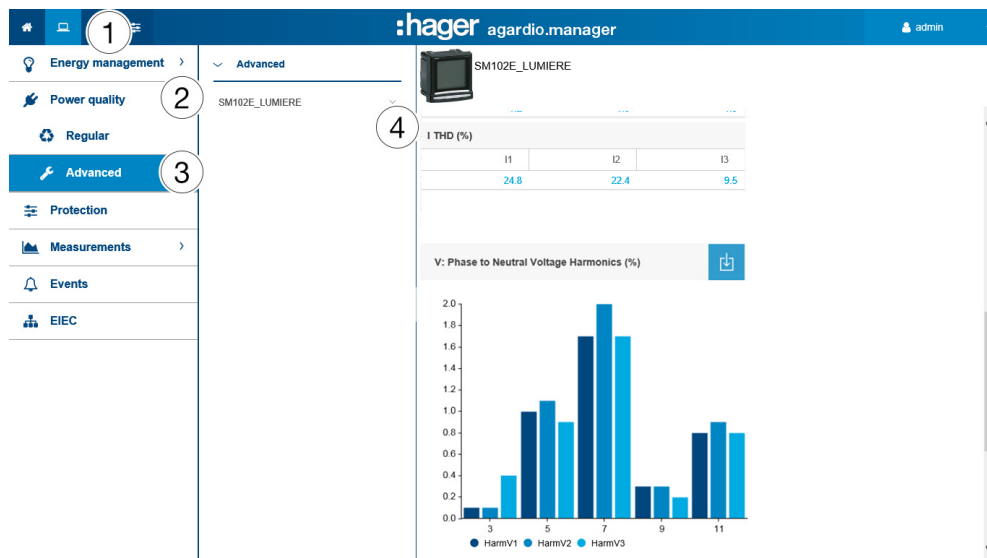 1
:hager agardio.manager
admin
Energy management
Advanced
SM102E_LUMIERE
Power quality
2
SM102E_LUMIERE
4
I THD (%)
Regular
I1 I2 I3
Advanced
3
24.8 22.4 9.5
Protection
Measurements
V: Phase to Neutral Voltage Harmonics (%)
Events
EIEC
2.0
1.8
1.6
1.4
1.2
1.0
0.8
0.6
0.4
0.2
0.0
3 5 7 9 11
HarmV1 HarmV2 HarmV3